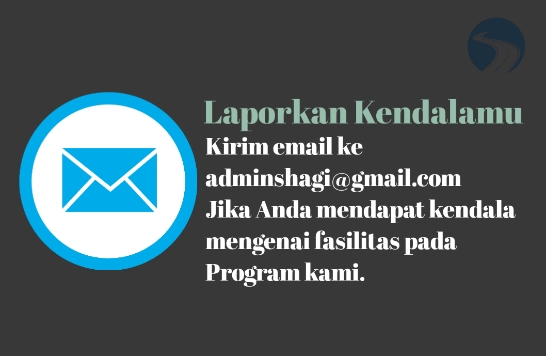 Laporkan Kendalamu
Kirim email ke
adminshagi@gmail.com
Jika Anda mendapat kendala
mengenai fasilitas pada
Program kami.